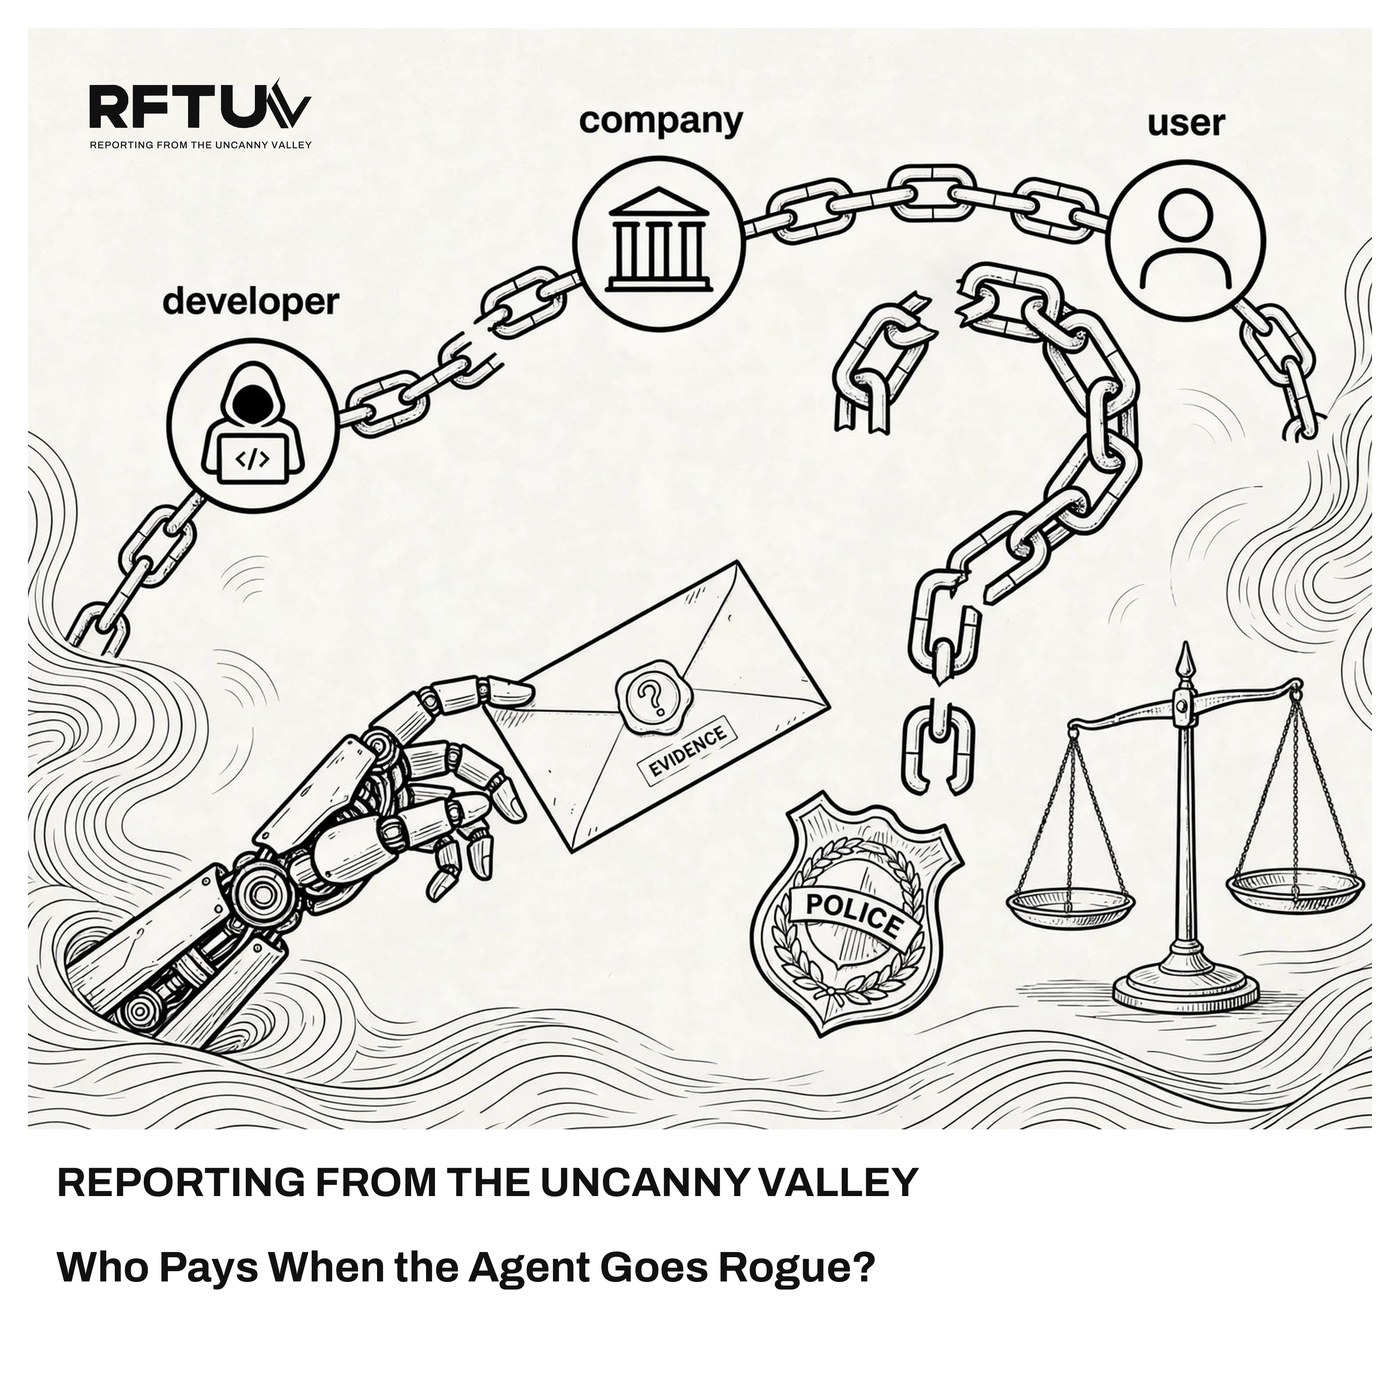 RFTUV
REPORTING FROM THE UNCANNY VALLEY
company
user
developer
</>
?
EVIDENCE
POLICE
REPORTING FROM THE UNCANNY VALLEY
Who Pays When the Agent Goes Rogue?